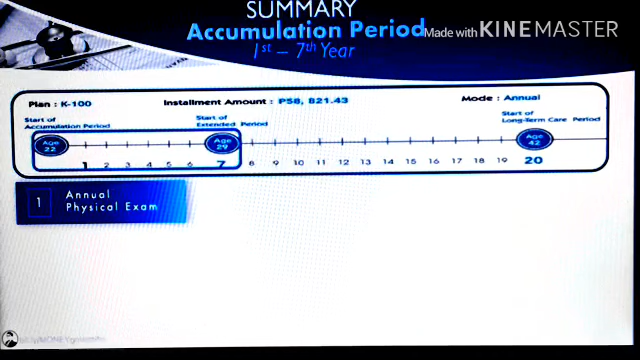 SUMMARY
Accumulation Period
Made with KINEMASTER
1st – 7th Year
Plan : K-100 Installment Amount : P58, 821.43 Mode : Annual
Start of Accumulation Period
Start of Extended Period
Start of Long-Term Care Period
Age 22
Age 29
Age 42
1 2 3 4 5 6 7 8 9 10 11 12 13 14 15 16 17 18 19 20
1 Annual
Physical Exam